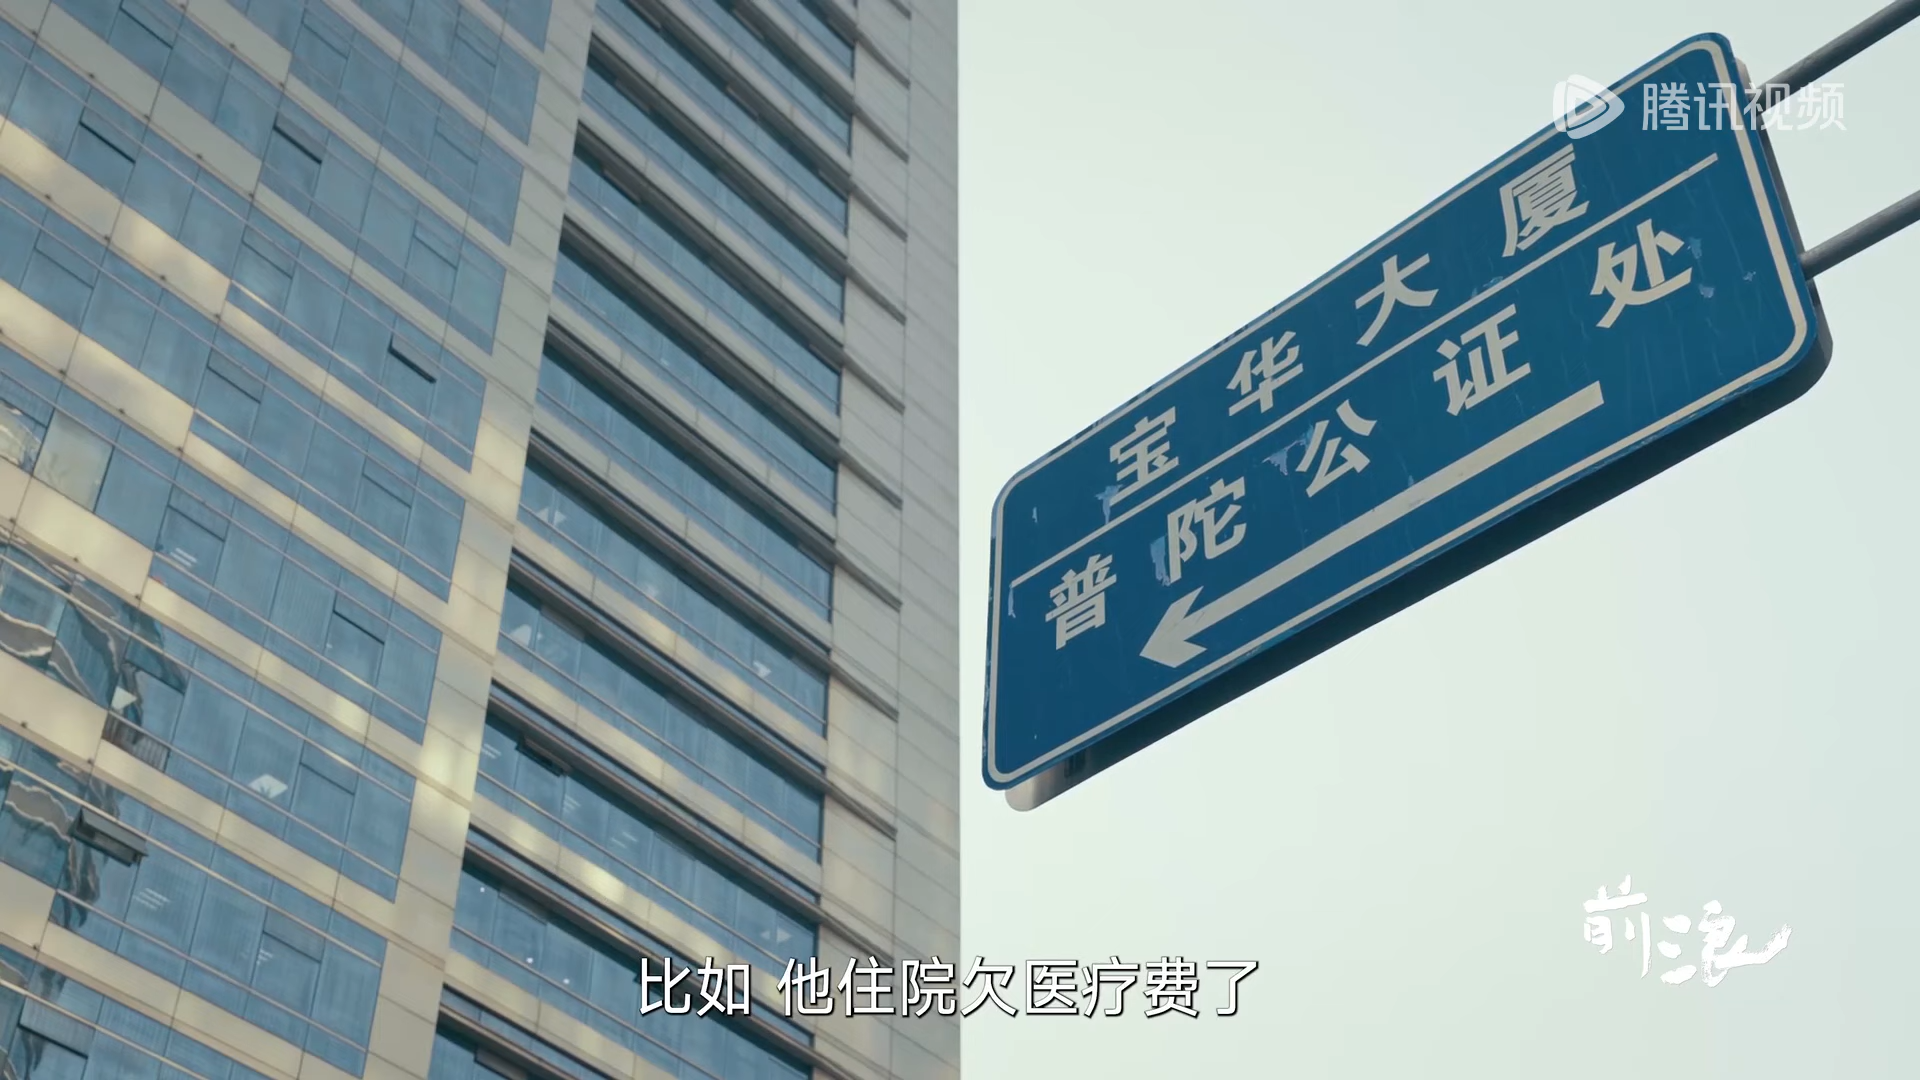 腾讯视频
宝华大厦
普陀公证处
前浪
比如 他住院欠医疗费了